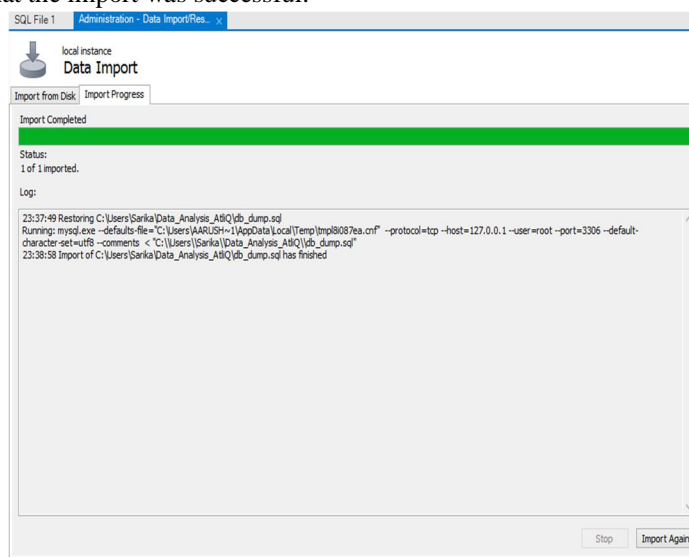 at the import was successful.
SQL File 1 Administration - Data Import/Res... ×
local instance
Data Import
Import from Disk Import Progress
Import Completed
Status:
1 of 1 imported.
Log:
23:37:49 Restoring C:\Users\Sarika\Data_Analysis_AtliQ\db_dump.sql
Running: mysql.exe --defaults-file="C:\Users\AARUSH~1\AppData\Local\Temp\tmpl8i087ea.cnf" --protocol=tcp --host=127.0.0.1 --user=root --port=3306 --default-
character-set=utf8 --comments < "C:\\Users\\Sarika\\Data_Analysis_AtliQ\\db_dump.sql"
23:38:58 Import of C:\Users\Sarika\Data_Analysis_AtliQ\db_dump.sql has finished
Stop Import Again